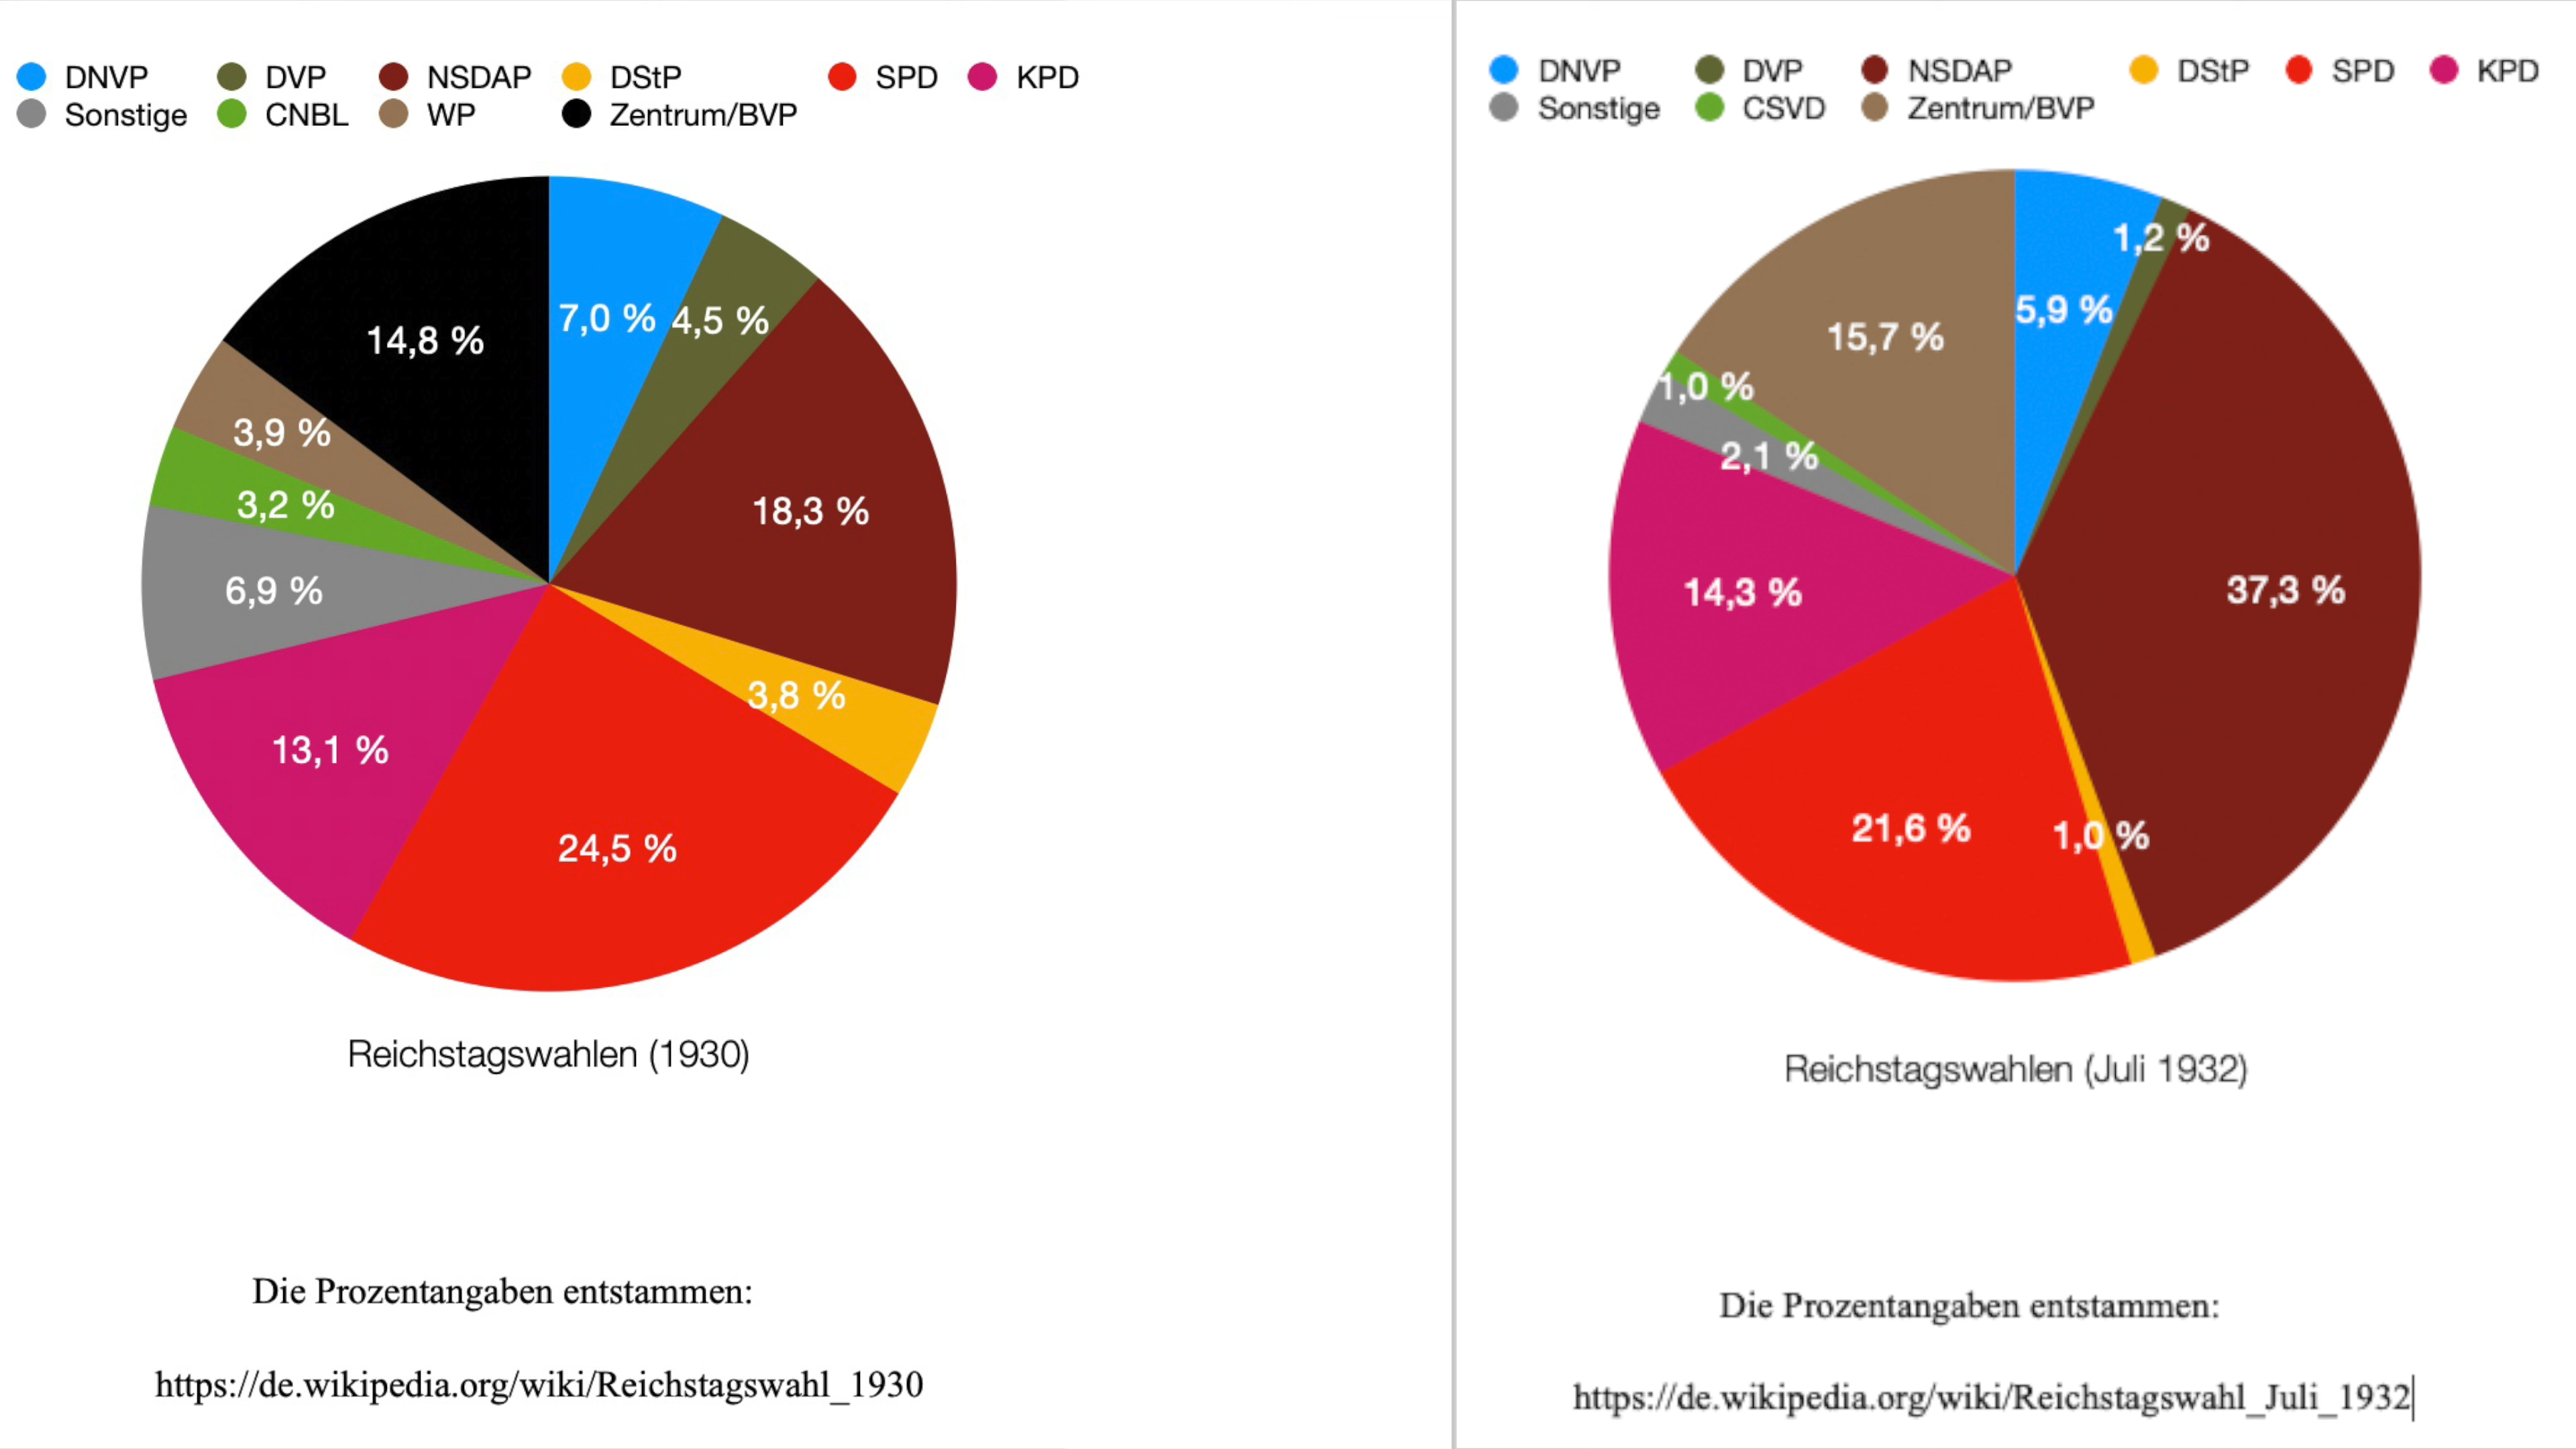 DNVP DVP NSDAP DStP SPD KPD
Sonstige CNBL WP Zentrum/BVP
7,0 %
4,5 %
18,3 %
3,8 %
24,5 %
13,1 %
6,9 %
3,2 %
3,9 %
14,8 %
Reichstagswahlen (1930)
Die Prozentangaben entstammen:
https://de.wikipedia.org/wiki/Reichstagswahl_1930
DNVP DVP NSDAP DStP SPD KPD
Sonstige CSVD Zentrum/BVP
5,9 %
1,2 %
37,3 %
1,0 %
21,6 %
14,3 %
2,1 %
1,0 %
15,7 %
Reichstagswahlen (Juli 1932)
Die Prozentangaben entstammen:
https://de.wikipedia.org/wiki/Reichstagswahl_Juli_1932